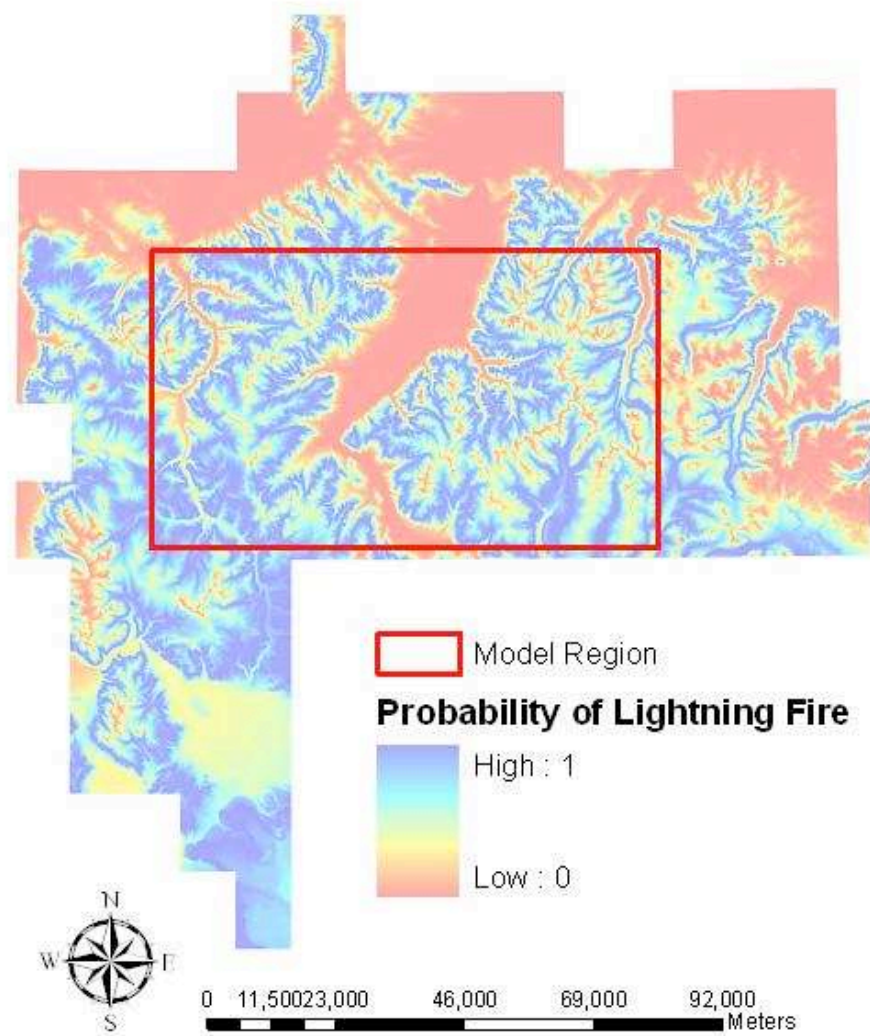 Model Region
Probability of Lightning Fire
High : 1
Low : 0
N
W E
S
0 11,50023,000 46,000 69,000 92,000
Meters